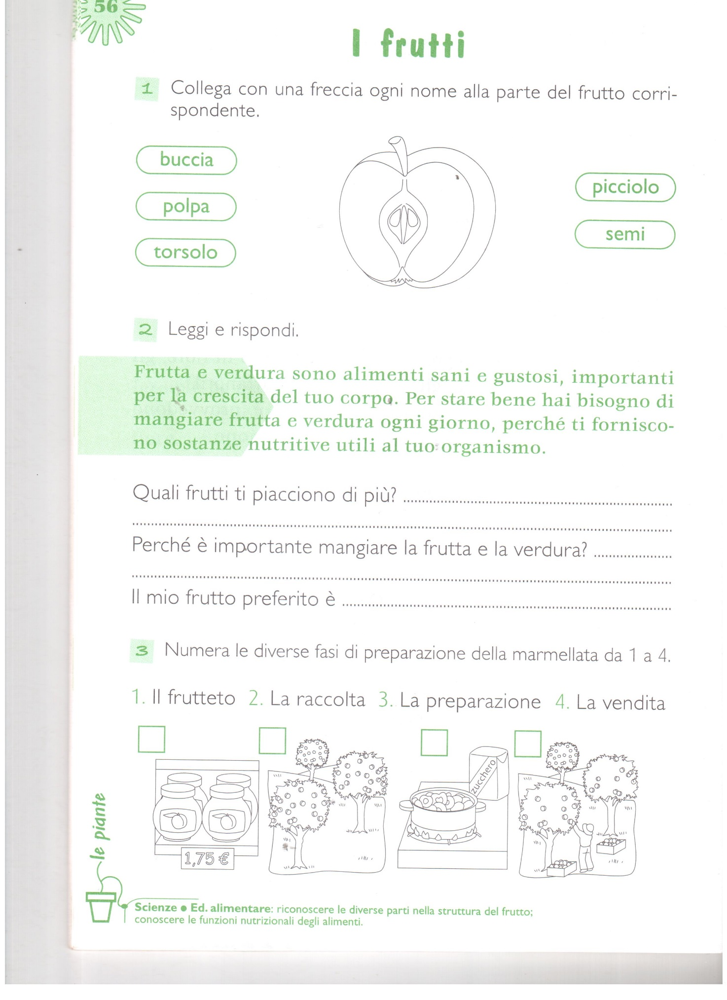 56
I frutti
1 Collega con una freccia ogni nome alla parte del frutto corri-
spondente.
buccia
polpa
torsolo
picciolo
semi
2 Leggi e rispondi.
Frutta e verdura sono alimenti sani e gustosi, importanti
per la crescita del tuo corpo. Per stare bene hai bisogno di
mangiare frutta e verdura ogni giorno, perché ti fornisco-
no sostanze nutritive utili al tuo organismo.
Quali frutti ti piacciono di più? ..........
Perché è importante mangiare la frutta e la verdura? ..........
Il mio frutto preferito è ..........
3 Numera le diverse fasi di preparazione della marmellata da 1 a 4.
1. Il frutteto 2. La raccolta 3. La preparazione 4. La vendita
zucchero
1,75 €
le piante
Scienze ● Ed. alimentare: riconoscere le diverse parti nella struttura del frutto;
conoscere le funzioni nutrizionali degli alimenti.